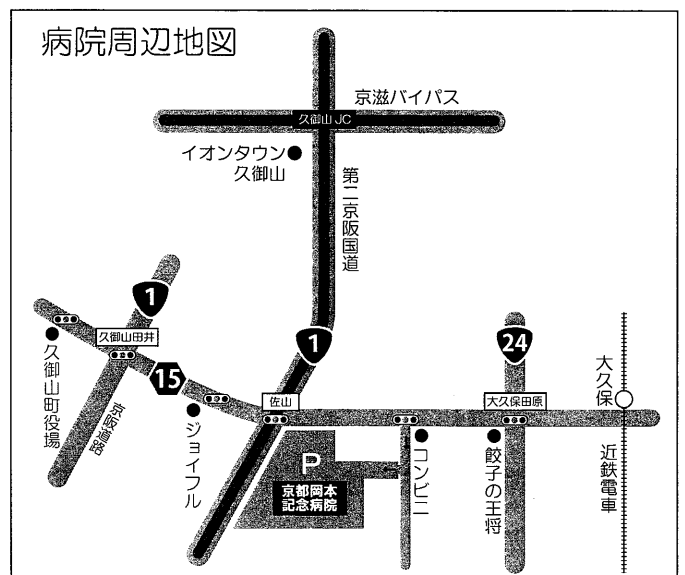 病院周辺地図
京滋バイパス
久御山 JC
イオンタウン
久御山
第二京阪国道
1
久御山田井
15
1
24
佐山
大久保田原
大久保
久御山町役場
京阪道路
ジョイフル
P
京都岡本
記念病院
コンビニ
餃子の王将
近鉄電車